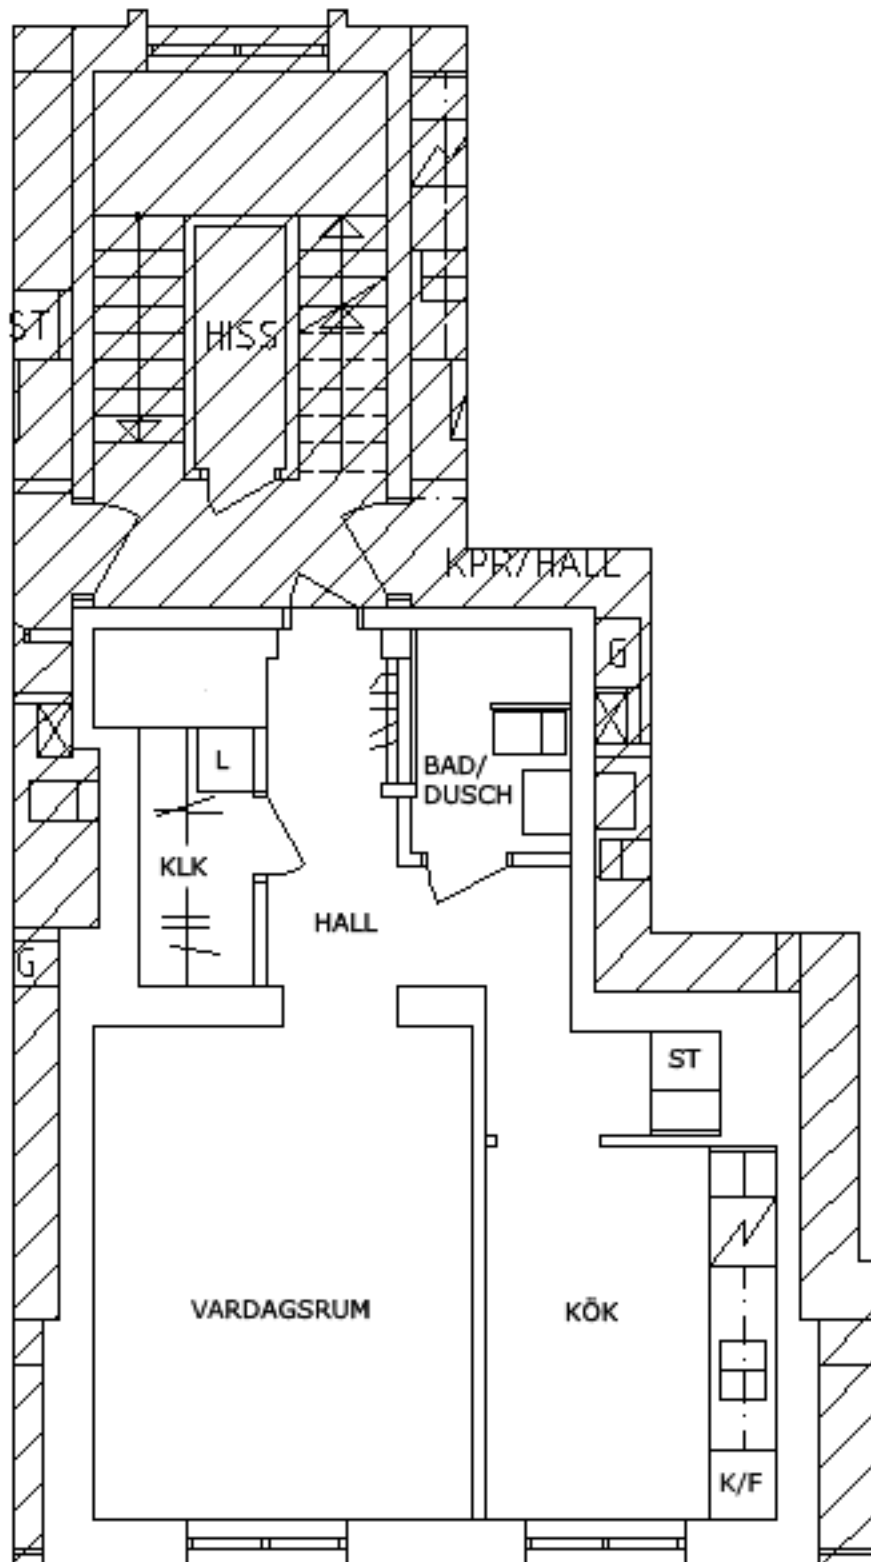 ST
HISS
KPR/HALL
G
L
BAD/
DUSCH
KLK
HALL
G
ST
VARDAGSRUM
KÖK
K/F